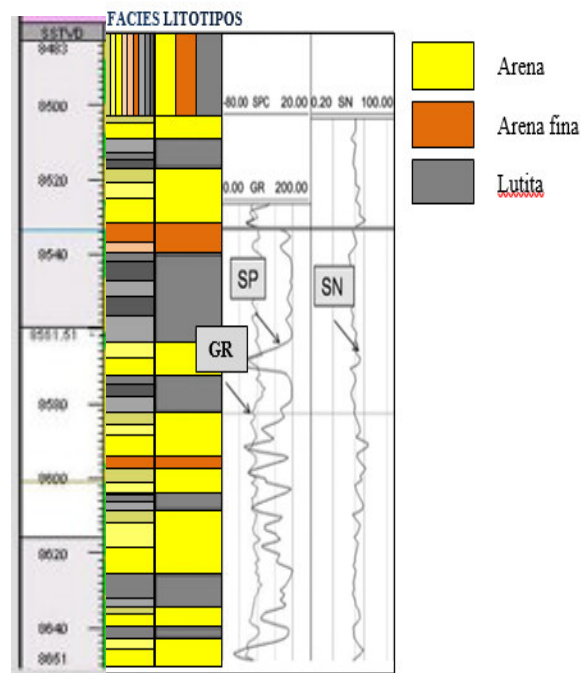 FACIES LITOTIPOS
SSTVD
8483
8500
8520
8540
8551.51
8580
8600
8620
8640
8651
-80.00 SPC 20.00
0.20 SN 100.00
0.00 GR 200.00
SP
SN
GR
Arena
Arena fina
Lutita